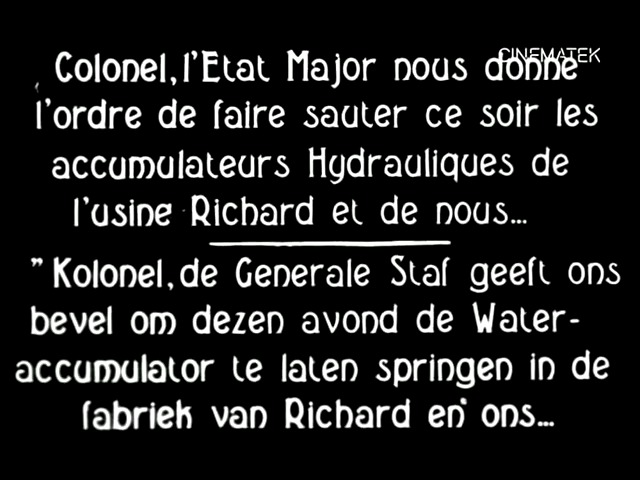 CINEMATEK
Colonel, l'Etat Major nous donne
l'ordre de faire sauter ce soir les
accumulateurs Hydrauliques de
l'usine Richard et de nous...
"Kolonel, de Generale Staf geeft ons
bevel om dezen avond de Water-
accumulator te laten springen in de
fabriek van Richard en ons...